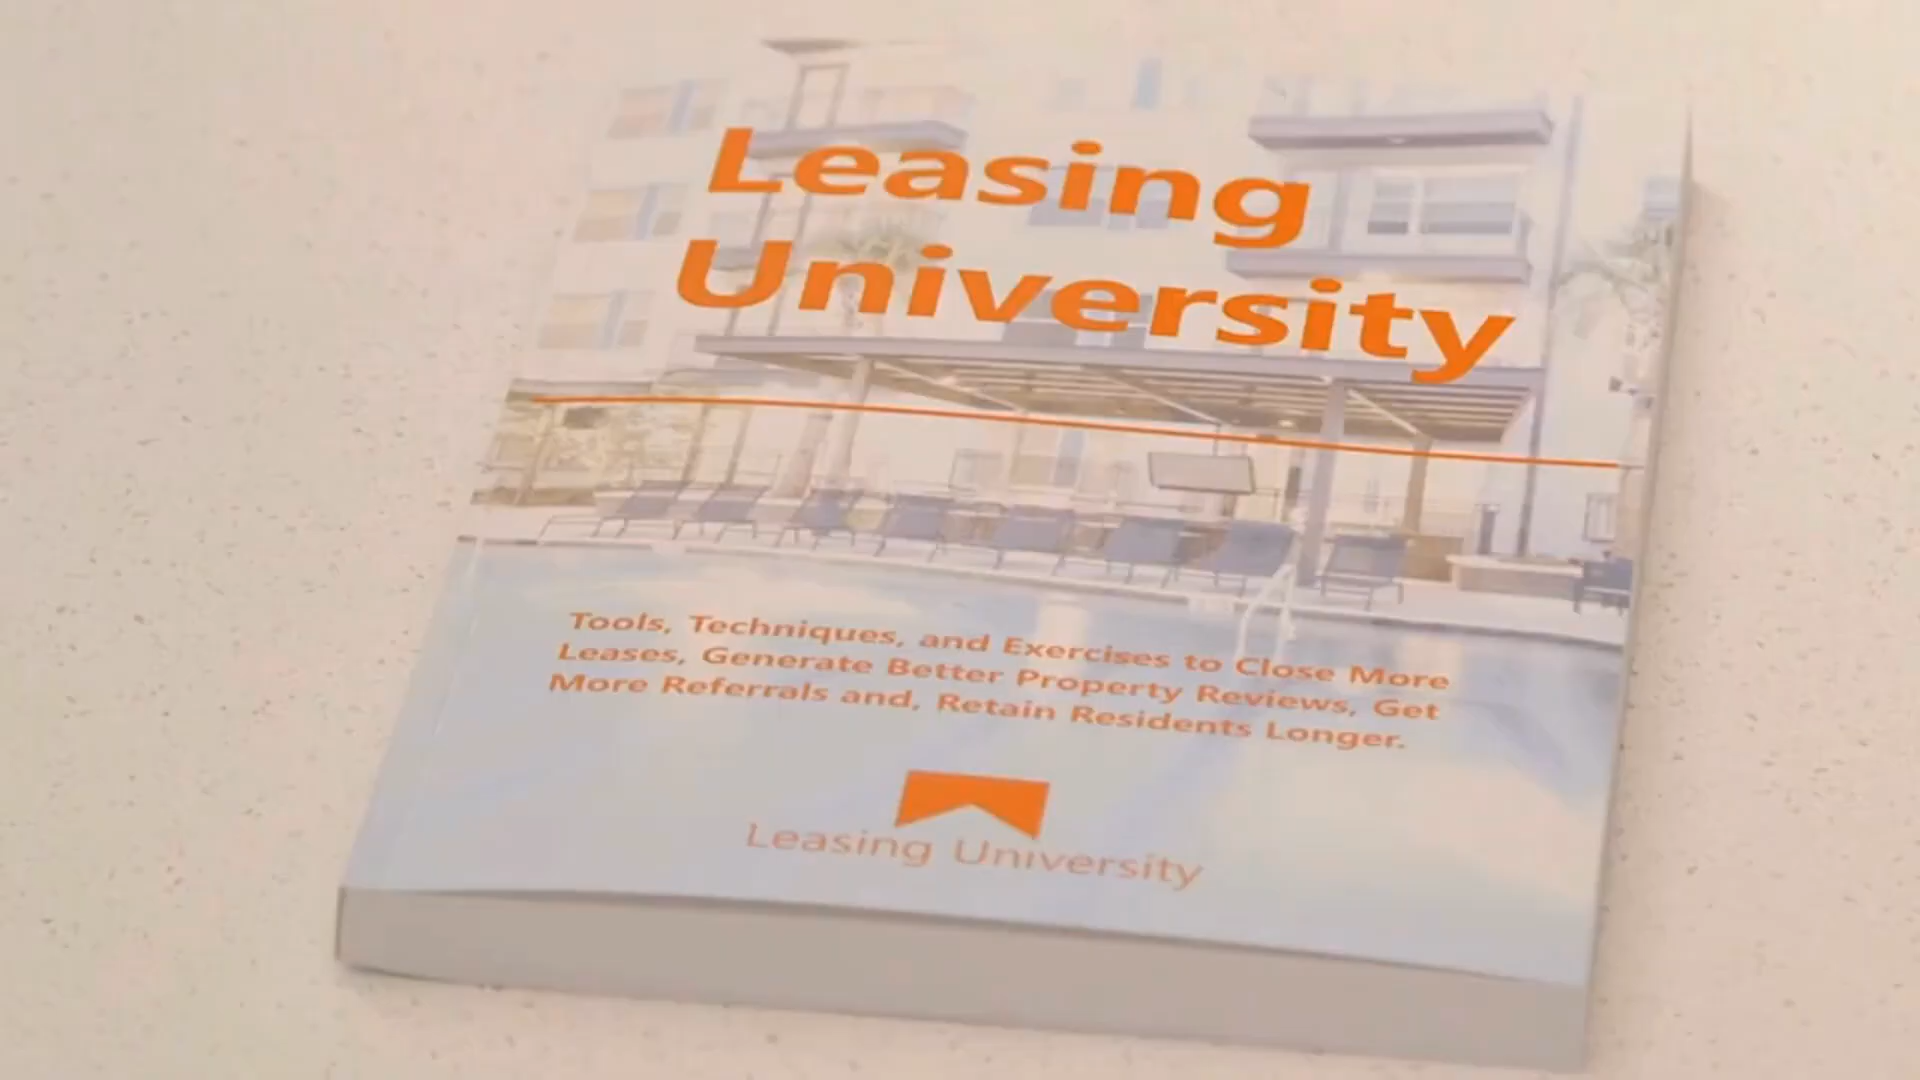 Leasing
University
Tools, Techniques, and Exercises to Close More
Leases, Generate Better Property Reviews, Get
More Referrals and, Retain Residents Longer.
Leasing University